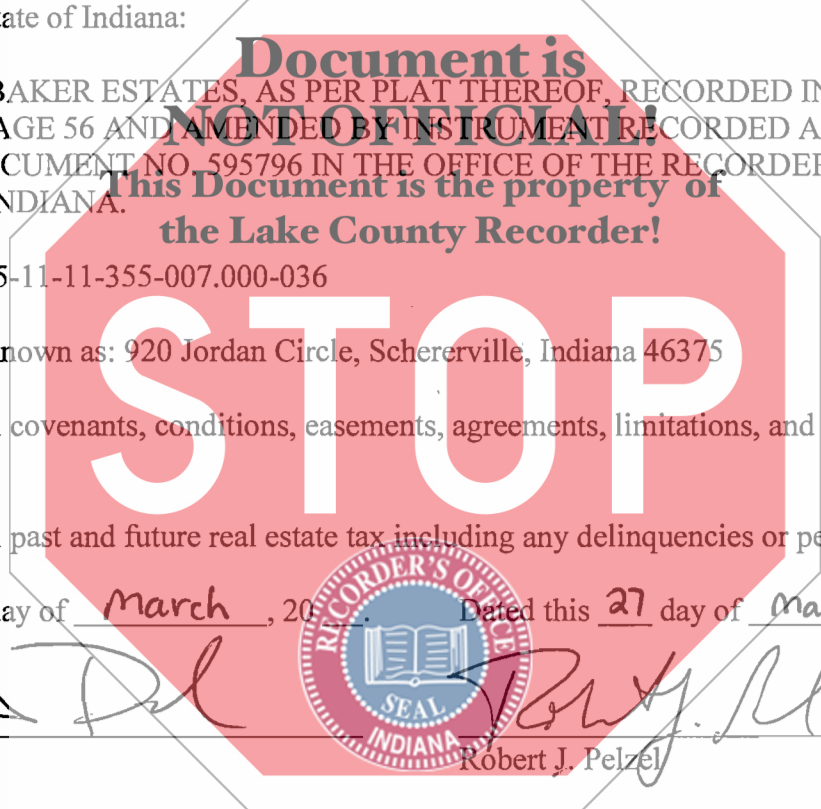 ate of Indiana:
Document is
BAKER ESTATES, AS PER PLAT THEREOF, RECORDED IN
NOT OFFICIAL!
AGE 56 AND AMENDED BY INSTRUMENT RECORDED A
CUMENT NO. 595796 IN THE OFFICE OF THE RECORDER
This Document is the property of
NDIANA.
the Lake County Recorder!
5-11-11-355-007.000-036
STOP
nown as: 920 Jordan Circle, Schererville, Indiana 46375
covenants, conditions, easements, agreements, limitations, and
past and future real estate tax including any delinquencies or pe
RECORDER'S OFFICE
SEAL
INDIANA
ay of March, 20 . Dated this 27 day of Ma
Robert J. Pelzel